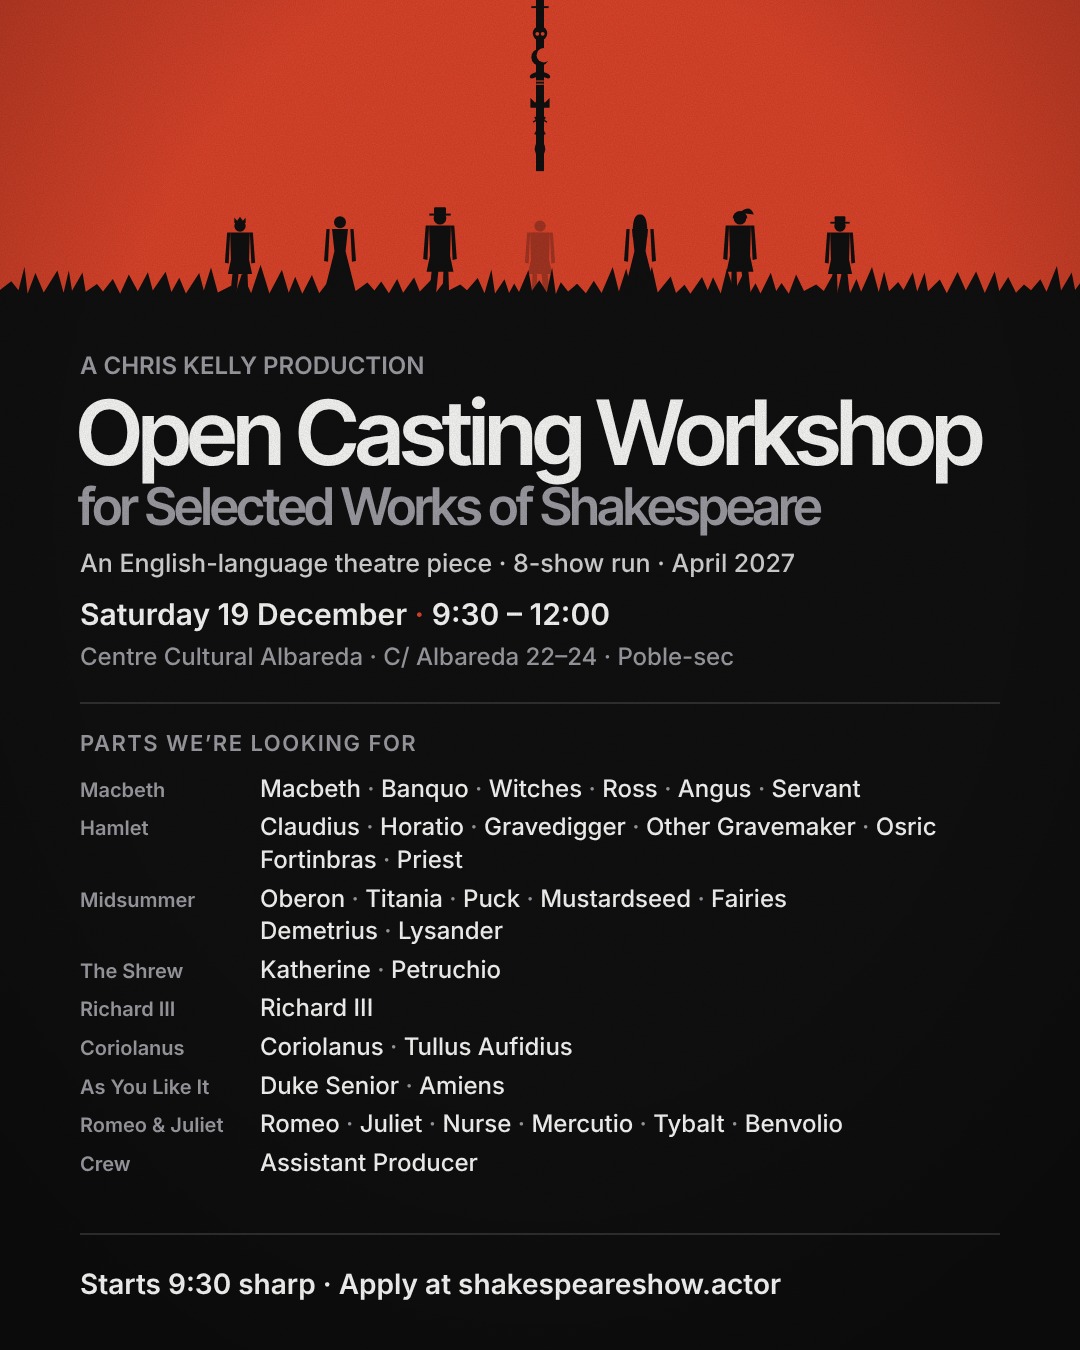 A CHRIS KELLY PRODUCTION
Open Casting Workshop
for Selected Works of Shakespeare
An English-language theatre piece · 8-show run · April 2027
Saturday 19 December · 9:30 – 12:00
Centre Cultural Albareda · C/ Albareda 22–24 · Poble-sec
PARTS WE’RE LOOKING FOR
Macbeth Macbeth · Banquo · Witches · Ross · Angus · Servant
Hamlet Claudius · Horatio · Gravedigger · Other Gravemaker · Osric
Fortinbras · Priest
Midsummer Oberon · Titania · Puck · Mustardseed · Fairies
Demetrius · Lysander
The Shrew Katherine · Petruchio
Richard III Richard III
Coriolanus Coriolanus · Tullus Aufidius
As You Like It Duke Senior · Amiens
Romeo & Juliet Romeo · Juliet · Nurse · Mercutio · Tybalt · Benvolio
Crew Assistant Producer
Starts 9:30 sharp · Apply at shakespeareshow.actor